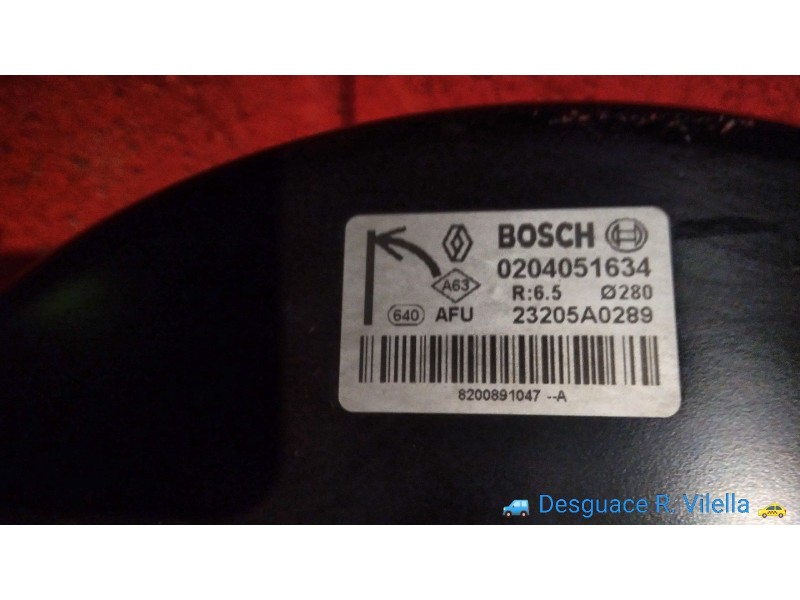 BOSCH
0204051634
A63
R:6.5 Ø280
640 AFU 23205A0289
8200891047 --A
Desguace R. Vilella